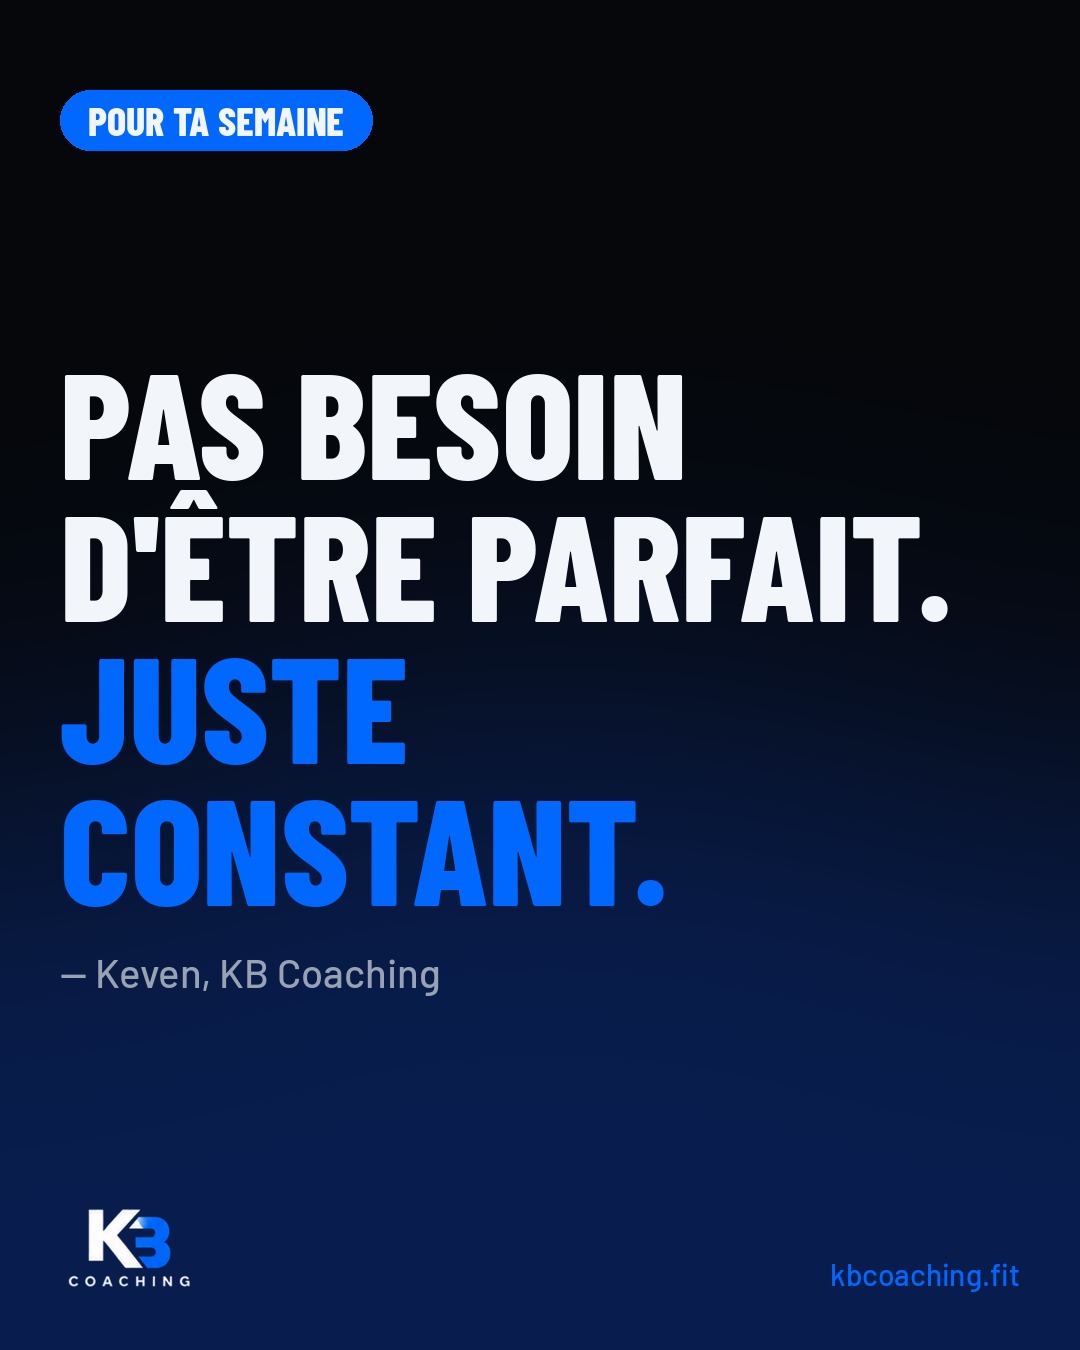 POUR TA SEMAINE
PAS BESOIN
D'ÊTRE PARFAIT.
JUSTE
CONSTANT.
— Keven, KB Coaching
KB
COACHING
kbcoaching.fit